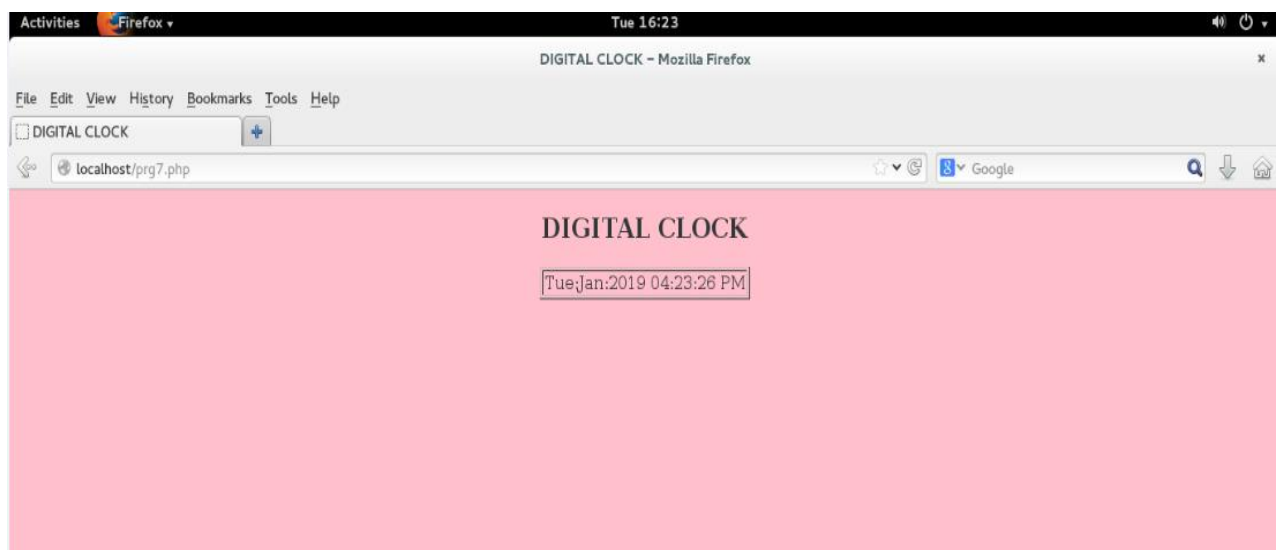 Activities Firefox Tue 16:23
DIGITAL CLOCK - Mozilla Firefox x
File Edit View History Bookmarks Tools Help
DIGITAL CLOCK
localhost/prg7.php 8 Google
DIGITAL CLOCK
Tue:Jan:2019 04:23:26 PM